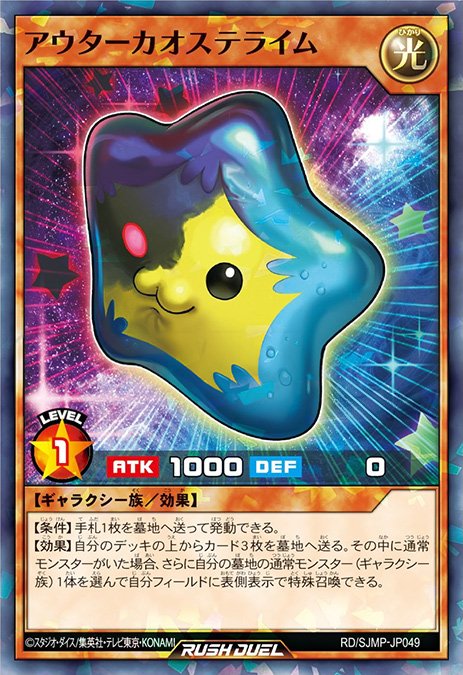 アウターカオステライム
ひかり
光
LEVEL
1
ATK 1000 DEF 0
【ギャラクシー族／効果】
【条件】手札1枚を墓地へ送って発動できる。
【効果】自分のデッキの上からカード3枚を墓地へ送る。その中に通常
モンスターがいた場合、さらに自分の墓地の通常モンスター（ギャラクシー
族）1体を選んで自分フィールドに表側表示で特殊召喚できる。
©スタジオ・ダイス/集英社・テレビ東京・KONAMI
RUSH DUEL
RD/SJMP-JP049